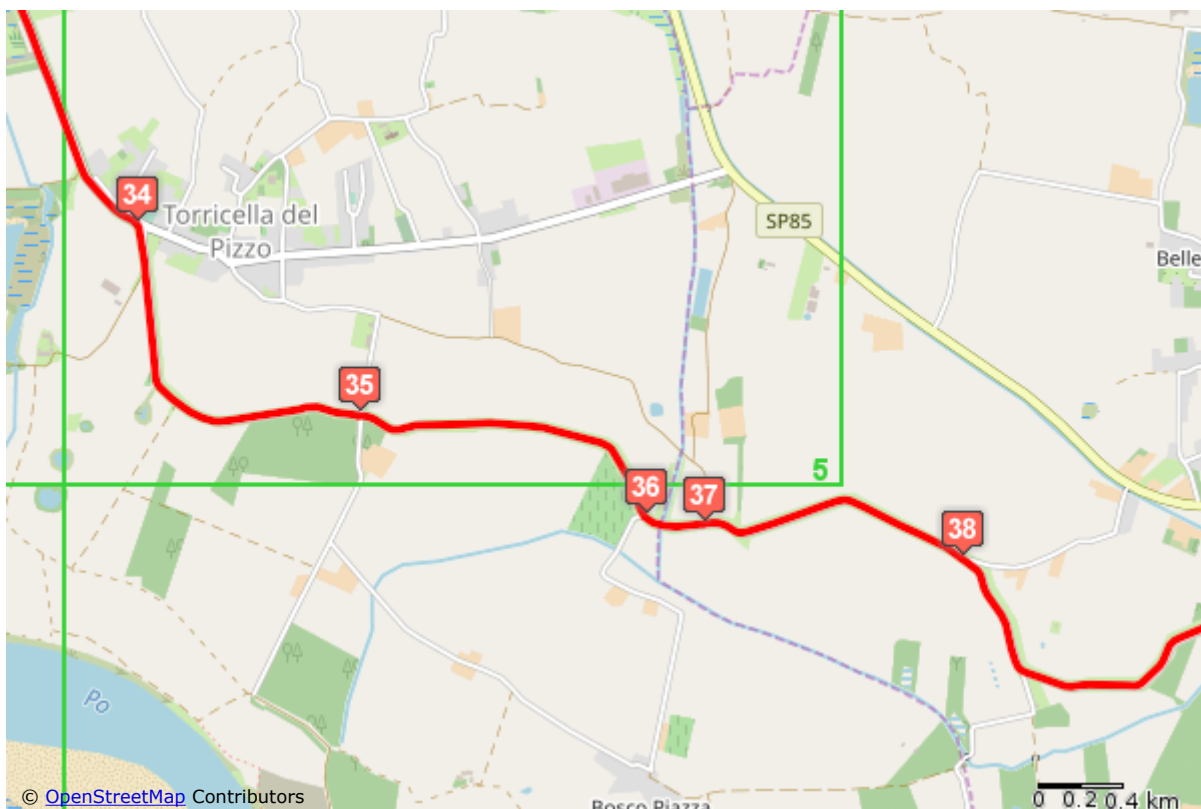 34
Torricella del
Pizzo
SP85
Belle
35
5
36
37
38
Po
Bosco Piazza
0 0.2 0.4 km
© OpenStreetMap Contributors